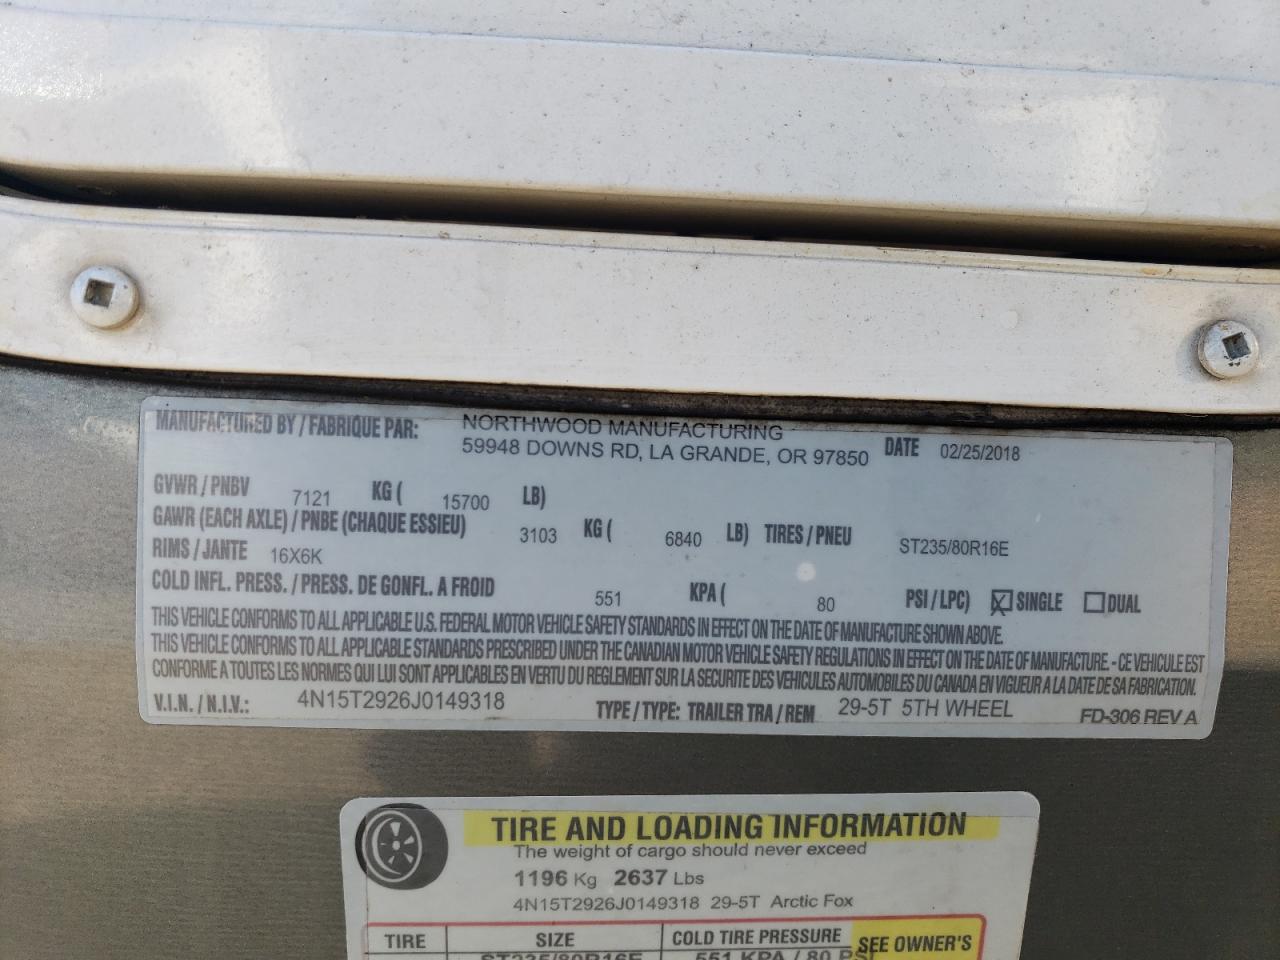 MANUFACTURED BY / FABRIQUE PAR: NORTHWOOD MANUFACTURING
59948 DOWNS RD, LA GRANDE, OR 97850 DATE 02/25/2018
GVWR / PNBV 7121 KG ( 15700 LB)
GAWR (EACH AXLE) / PNBE (CHAQUE ESSIEU) 3103 KG ( 6840 LB) TIRES / PNEU ST235/80R16E
RIMS / JANTE 16X6K
COLD INFL. PRESS. / PRESS. DE GONFL. A FROID 551 KPA ( 80 PSI / LPC) SINGLE DUAL
THIS VEHICLE CONFORMS TO ALL APPLICABLE U.S. FEDERAL MOTOR VEHICLE SAFETY STANDARDS IN EFFECT ON THE DATE OF MANUFACTURE SHOWN ABOVE.
THIS VEHICLE CONFORMS TO ALL APPLICABLE STANDARDS PRESCRIBED UNDER THE CANADIAN MOTOR VEHICLE SAFETY REGULATIONS IN EFFECT ON THE DATE OF MANUFACTURE. - CE VEHICULE EST
CONFORME A TOUTES LES NORMES QUI LUI SONT APPLICABLES EN VERTU DU REGLEMENT SUR LA SECURITE DES VEHICULES AUTOMOBILES DU CANADA EN VIGUEUR A LA DATE DE SA FABRICATION.
V.I.N. / N.I.V.: 4N15T2926J0149318 TYPE / TYPE: TRAILER TRA / REM 29-5T 5TH WHEEL FD-306 REV A
TIRE AND LOADING INFORMATION
The weight of cargo should never exceed
1196 Kg 2637 Lbs
4N15T2926J0149318 29-5T Arctic Fox
TIRE SIZE COLD TIRE PRESSURE SEE OWNER'S
ST235/80R16E 551 KPA / 80 PSI